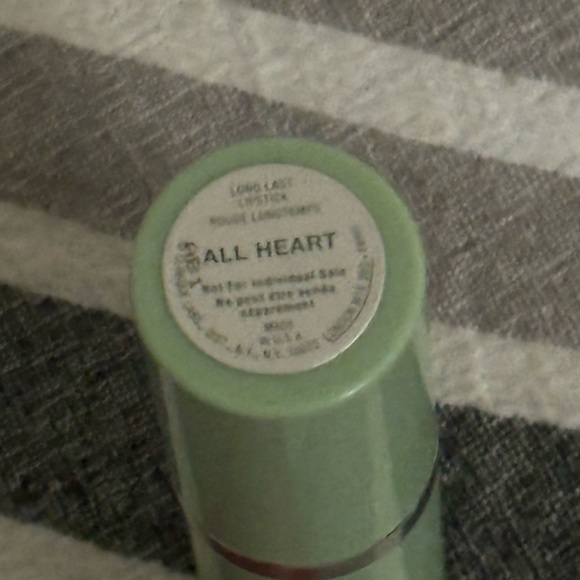 LONG LAST
LIPSTICK
ROUGE LONGTEMPS
ALL HEART
Not for Individual Sale
Ne peut être vendu
séparément
MADE
IN U.S.A.